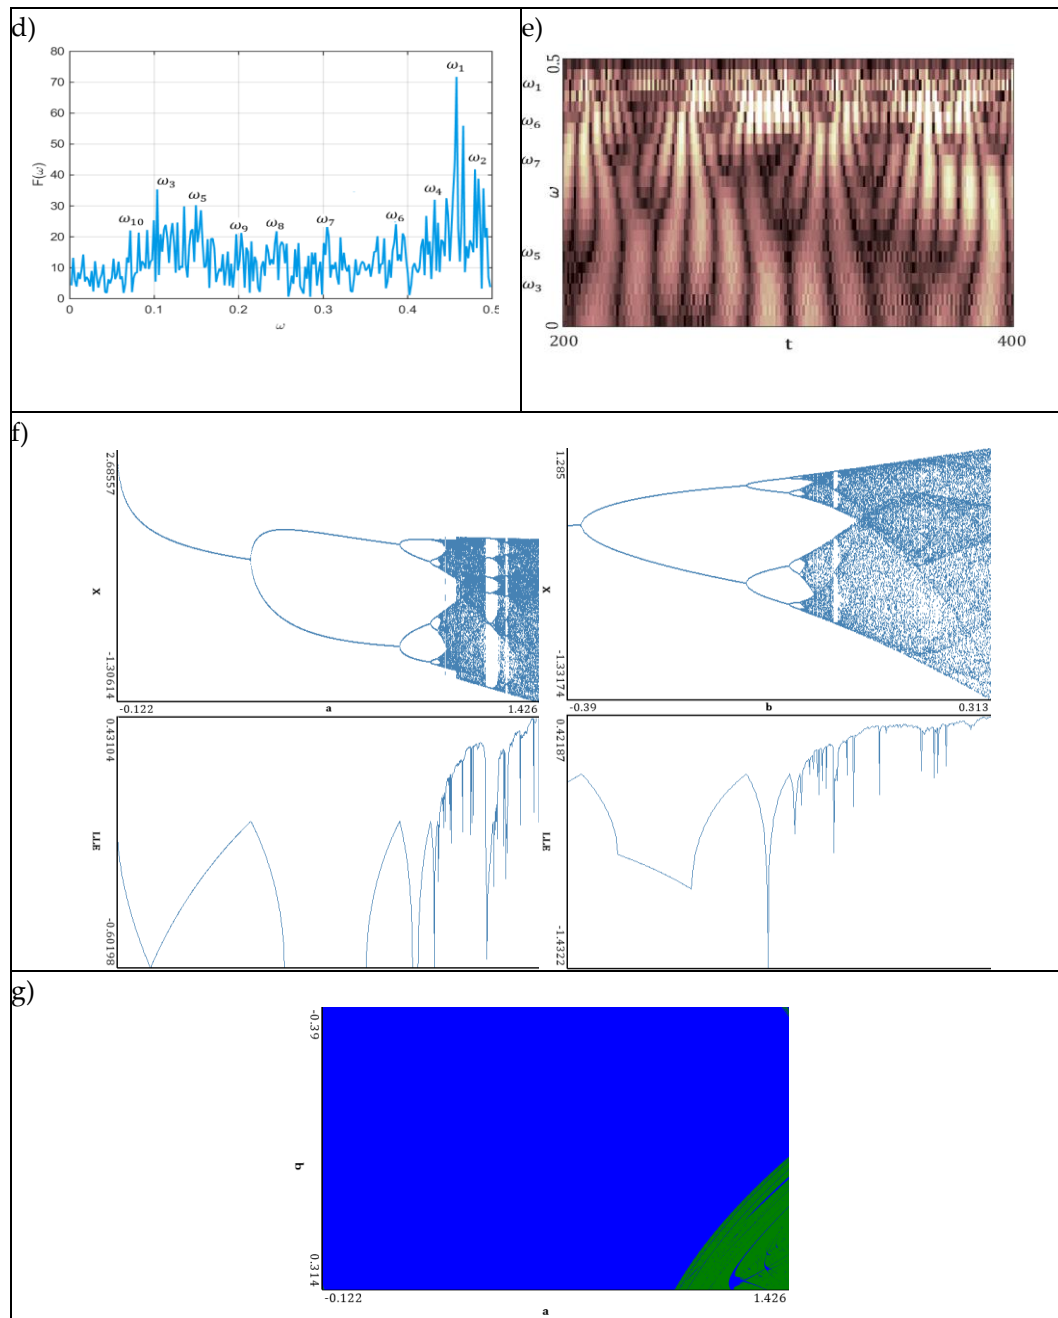 d)
80
70
60
50
40
30
20
10
0
F(ω)
ω₁
ω₂
ω₃
ω₄
ω₅
ω₆
ω₇
ω₈
ω₉
ω₁₀
0
0.1
0.2
0.3
0.4
0.5
ω
e)
0.5
ω₁
ω₆
ω₇
ω
ω₅
ω₃
0
200
t
400
f)
2.68557
X
-1.30614
-0.122
a
1.426
0.43104
LLE
-0.60198
1.285
X
-1.33174
-0.39
b
0.313
0.42187
LLE
-1.4322
g)
-0.39
b
0.314
-0.122
a
1.426